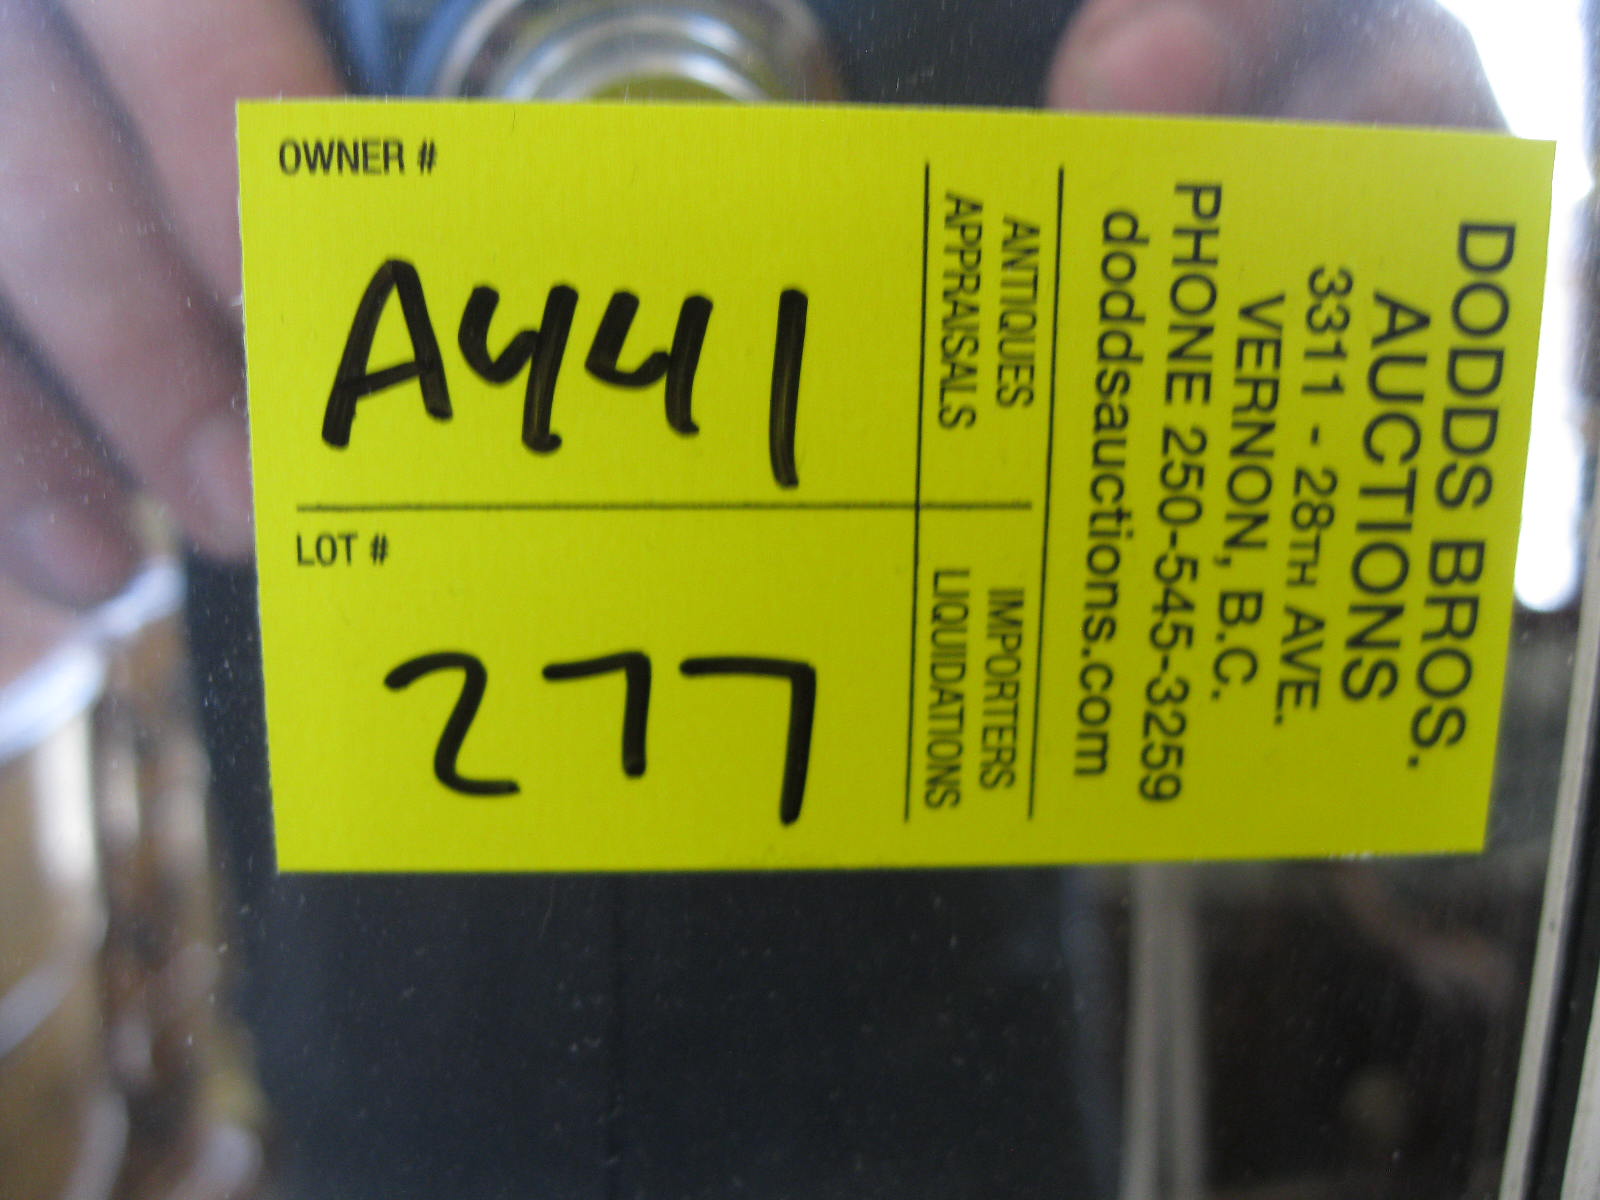 OWNER #
A441
LOT #
277
DODDS BROS.
AUCTIONS
3311 - 28TH AVE.
VERNON, B.C.
PHONE 250-545-3259
doddsauctions.com
ANTIQUES IMPORTERS
APPRAISALS LIQUIDATIONS